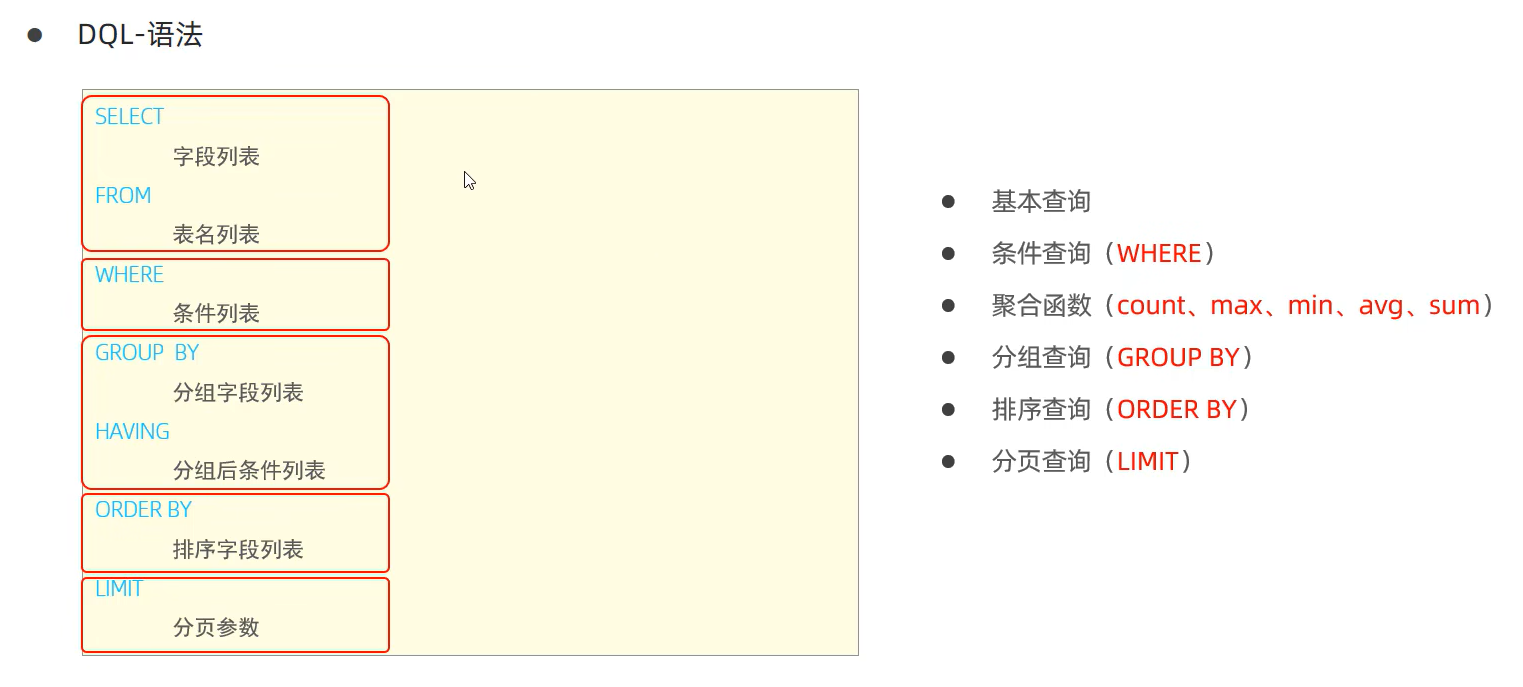 DQL-语法
SELECT
字段列表
FROM
表名列表
WHERE
条件列表
GROUP BY
分组字段列表
HAVING
分组后条件列表
ORDER BY
排序字段列表
LIMIT
分页参数
基本查询
条件查询（WHERE）
聚合函数（count、max、min、avg、sum）
分组查询（GROUP BY）
排序查询（ORDER BY）
分页查询（LIMIT）